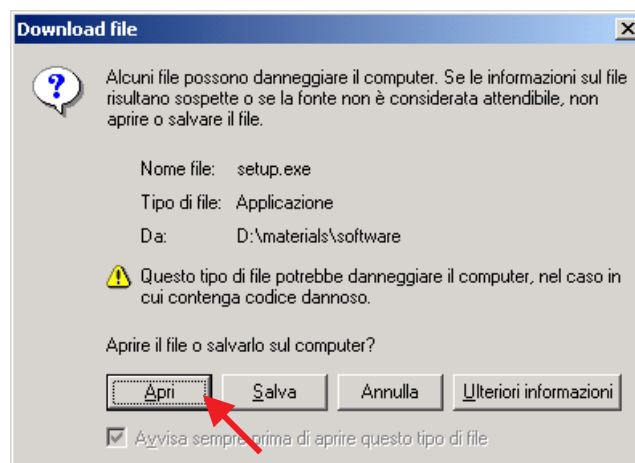 Download file
Alcuni file possono danneggiare il computer. Se le informazioni sul file
risultano sospette o se la fonte non è considerata attendibile, non
aprire o salvare il file.
Nome file: setup.exe
Tipo di file: Applicazione
Da: D:\materials\software
Questo tipo di file potrebbe danneggiare il computer, nel caso in
cui contenga codice dannoso.
Aprire il file o salvarlo sul computer?
Apri Salva Annulla Ulteriori informazioni
Avvisa sempre prima di aprire questo tipo di file